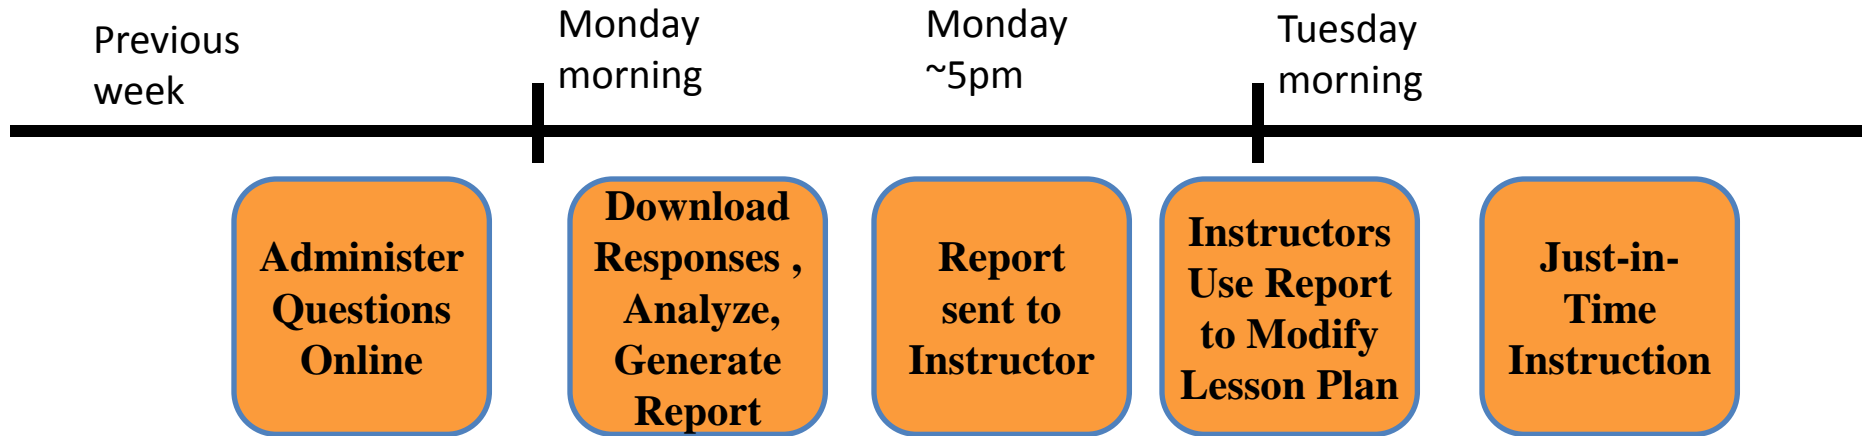 Previous
week
Monday
morning
Monday
~5pm
Tuesday
morning
Administer
Questions
Online
Download
Responses ,
Analyze,
Generate
Report
Report
sent to
Instructor
Instructors
Use Report
to Modify
Lesson Plan
Just-in-
Time
Instruction